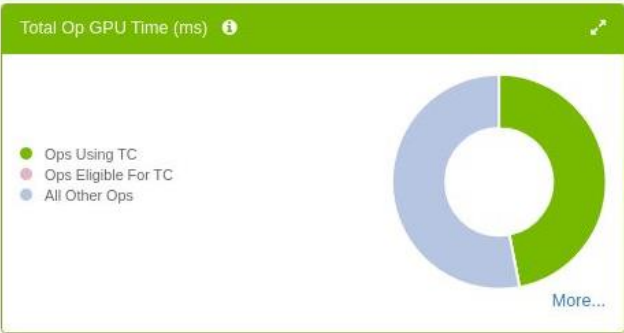 Total Op GPU Time (ms)
Ops Using TC
Ops Eligible For TC
All Other Ops
More...